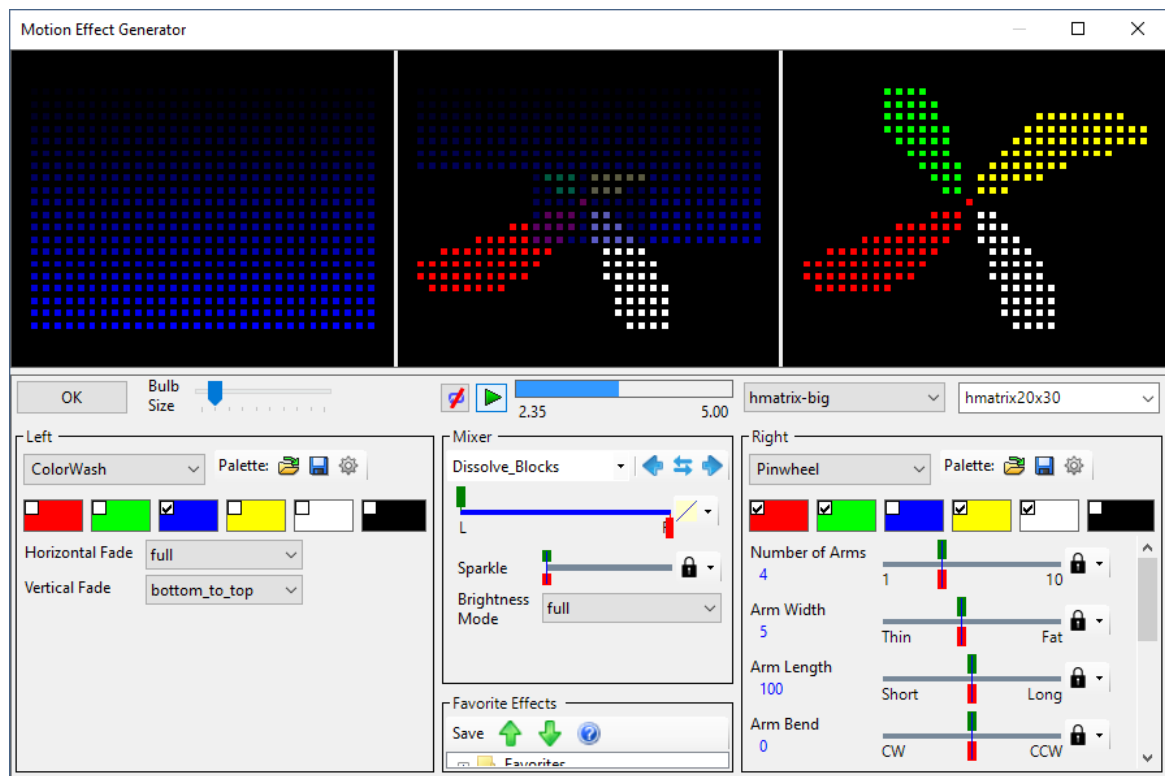 Motion Effect Generator
OK
Bulb
Size
2.35
5.00
hmatrix-big
hmatrix20x30
Left
ColorWash
Palette:
Horizontal Fade
full
Vertical Fade
bottom_to_top
Mixer
Dissolve_Blocks
L
Sparkle
Brightness
Mode
full
Favorite Effects
Save
Favorites
Right
Pinwheel
Palette:
Number of Arms
4
1
10
Arm Width
5
Thin
Fat
Arm Length
100
Short
Long
Arm Bend
0
CW
CCW